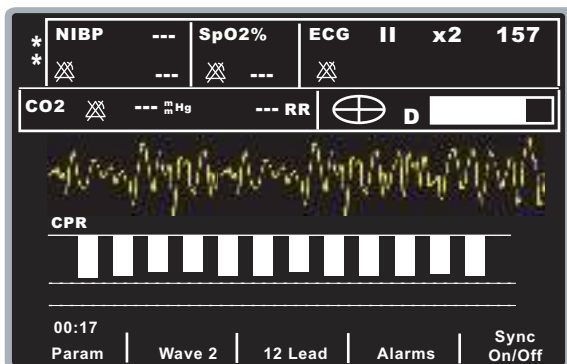 * NIBP --- SpO2% ECG II x2 157
* --- ---
CO2 --- mmHg --- RR D
CPR
00:17
Param Wave 2 12 Lead Alarms Sync On/Off